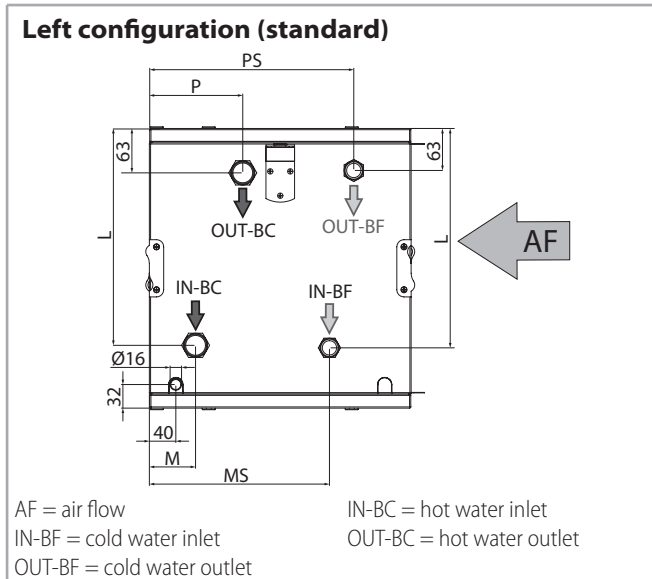 Left configuration (standard)
PS
P
63
63
L
L
OUT-BC
OUT-BF
AF
IN-BC
IN-BF
Ø16
32
40
M
MS
AF = air flow
IN-BF = cold water inlet
OUT-BF = cold water outlet
IN-BC = hot water inlet
OUT-BC = hot water outlet